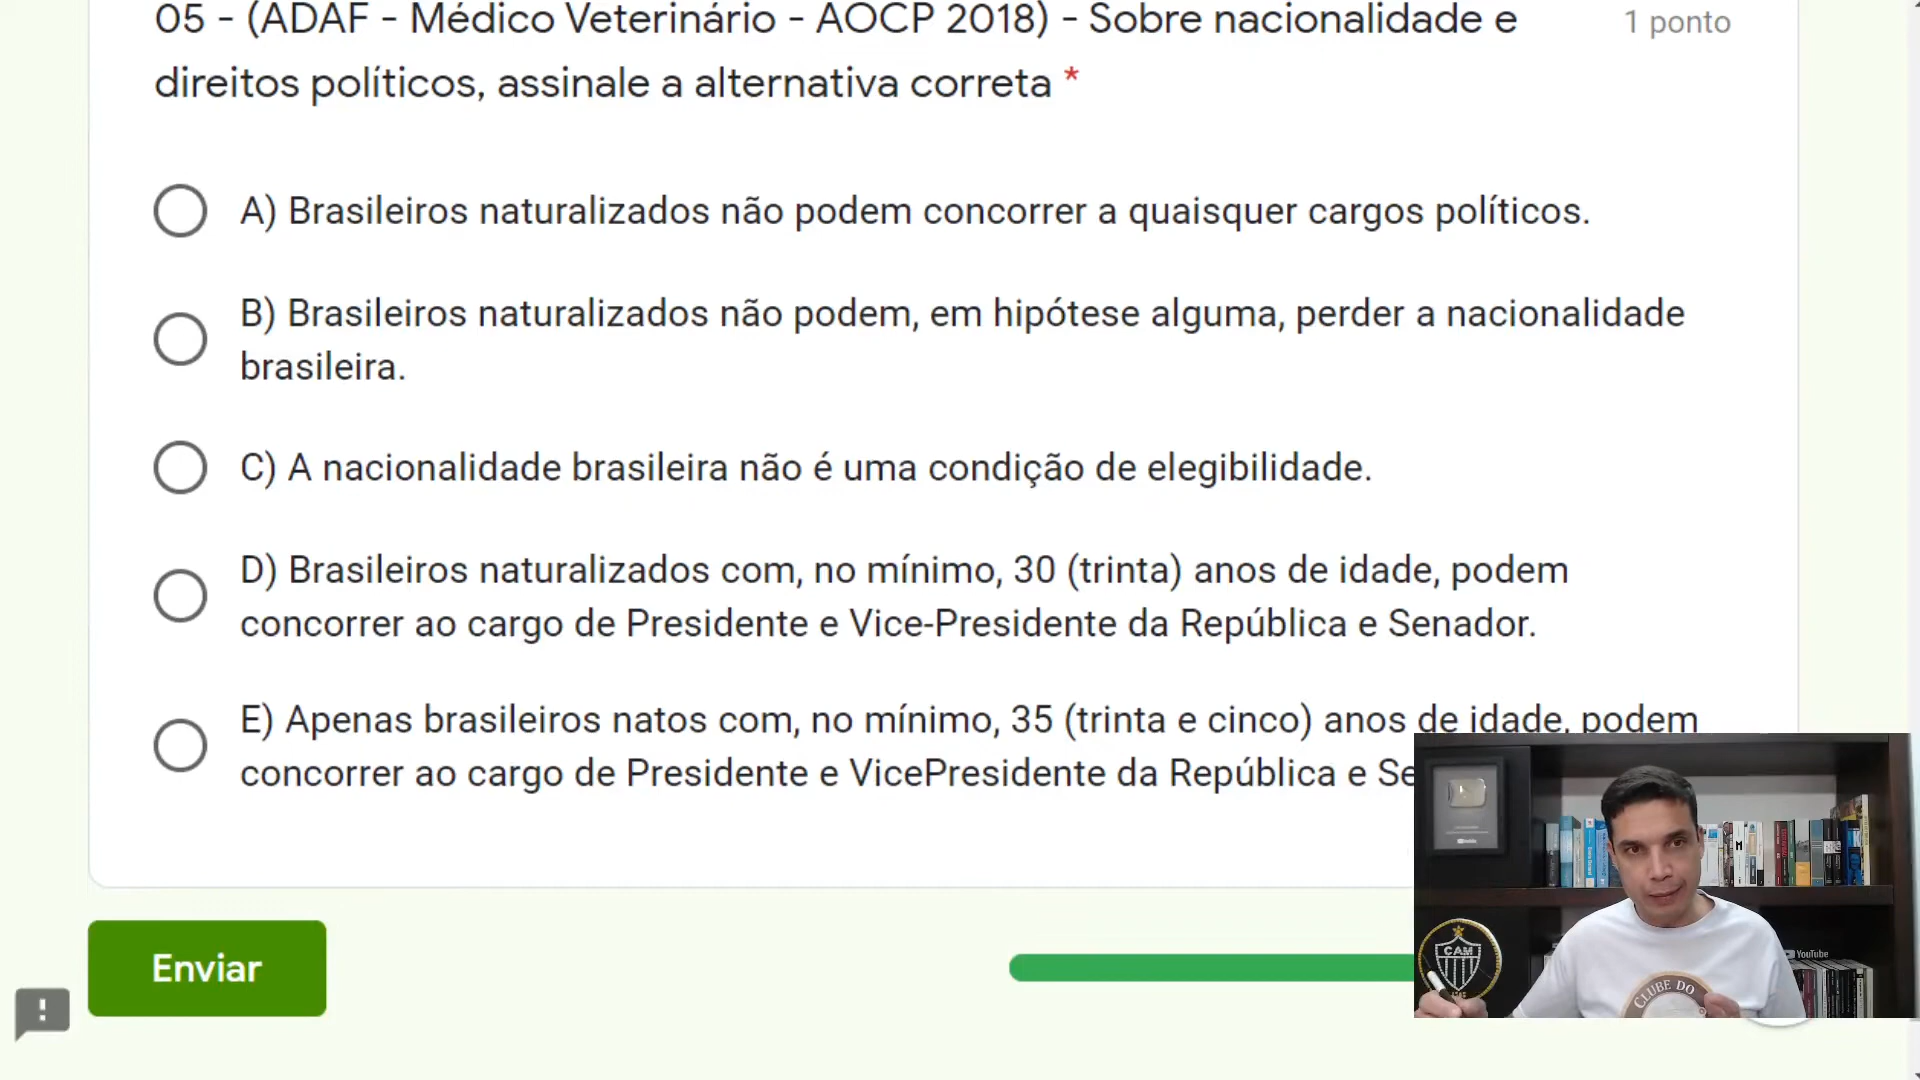 05 - (ADAF - Médico Veterinário - AOCP 2018) - Sobre nacionalidade e
1 ponto
direitos políticos, assinale a alternativa correta *
A) Brasileiros naturalizados não podem concorrer a quaisquer cargos políticos.
B) Brasileiros naturalizados não podem, em hipótese alguma, perder a nacionalidade
brasileira.
C) A nacionalidade brasileira não é uma condição de elegibilidade.
D) Brasileiros naturalizados com, no mínimo, 30 (trinta) anos de idade, podem
concorrer ao cargo de Presidente e Vice-Presidente da República e Senador.
E) Apenas brasileiros natos com, no mínimo, 35 (trinta e cinco) anos de idade, podem
concorrer ao cargo de Presidente e VicePresidente da República e Se
Enviar
!
CAM
YouTube
CLUBE DO